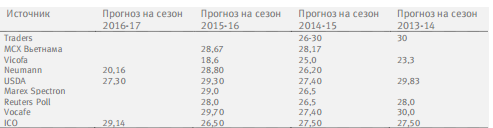 Источник Прогноз на сезон Прогноз на сезон Прогноз на сезон Прогноз на сезон
2016-17 2015-16 2014-15 2013-14
Traders 26-30 30
МСХ Вьетнама 28,67 28,17
Vicofa 18,6 25,0 23,3
Neumann 20,16 28,80 26,20
USDA 27,30 29,30 27,40 29,83
Marex Spectron 29,0 26,5
Reuters Poll 28,0 26,5 28,0
Vocafe 29,70 27,40 30,0
ICO 29,14 26,50 27,50 27,50